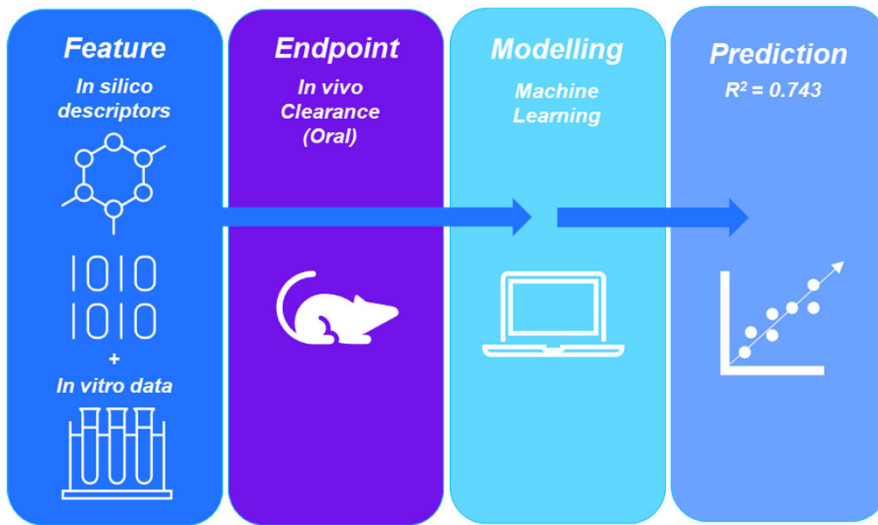 Feature
In silico
descriptors
1010
1010
+
In vitro data
Endpoint
In vivo
Clearance
(Oral)
Modelling
Machine
Learning
Prediction
R² = 0.743